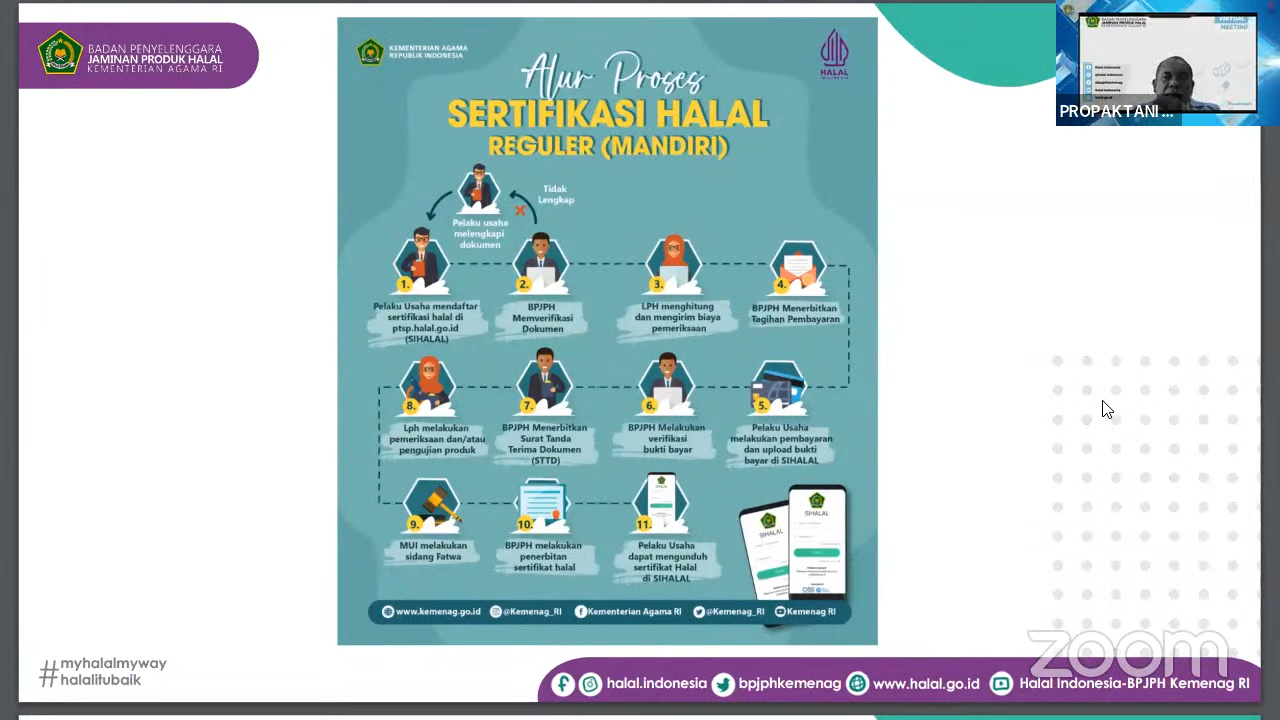 BADAN PENYELENGGARA
JAMINAN PRODUK HALAL
KEMENTERIAN AGAMA RI
KEMENTERIAN AGAMA
REPUBLIK INDONESIA
HALAL
INDONESIA
Alur Proses
SERTIFIKASI HALAL
REGULER (MANDIRI)
VIRTUAL
MEETING
PROPAKTANI ...
Tidak
Lengkap
Pelaku usaha
melengkapi
dokumen
1.
Pelaku Usaha mendaftar
sertifikasi halal di
ptsp.halal.go.id
(SIHALAL)
2.
BPJPH
Memverifikasi
Dokumen
3.
LPH menghitung
dan mengirim biaya
pemeriksaan
4.
BPJPH Menerbitkan
Tagihan Pembayaran
8.
Lph melakukan
pemeriksaan dan/atau
pengujian produk
7.
BPJPH Menerbitkan
Surat Tanda
Terima Dokumen
(STTD)
6.
BPJPH Melakukan
verifikasi
bukti bayar
5.
Pelaku Usaha
melakukan pembayaran
dan upload bukti
bayar di SIHALAL
9.
MUI melakukan
sidang Fatwa
10.
BPJPH melakukan
penerbitan
sertifikat halal
11.
Pelaku Usaha
dapat mengunduh
sertifikat Halal
di SIHALAL
SIHALAL
SIHALAL
www.kemenag.go.id
@Kemenag_RI
Kementerian Agama RI
@Kemenag_RI
Kemenag RI
zoom
#myhalalmyway
halalitubaik
halal.indonesia
bpjphkemenag
www.halal.go.id
Halal Indonesia-BPJPH Kemenag RI